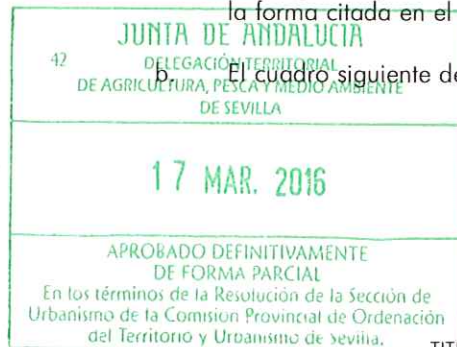 la forma citada en el
JUNTA DE ANDALUCIA
42
DELEGACIÓN TERRITORIAL
b. El cuadro siguiente de
DE AGRICULTURA, PESCA Y MEDIO AMBIENTE
DE SEVILLA
17 MAR. 2016
APROBADO DEFINITIVAMENTE
DE FORMA PARCIAL
En los términos de la Resolución de la Sección de
Urbanismo de la Comisión Provincial de Ordenación
del Territorio y Urbanismo de Sevilla.
TIT